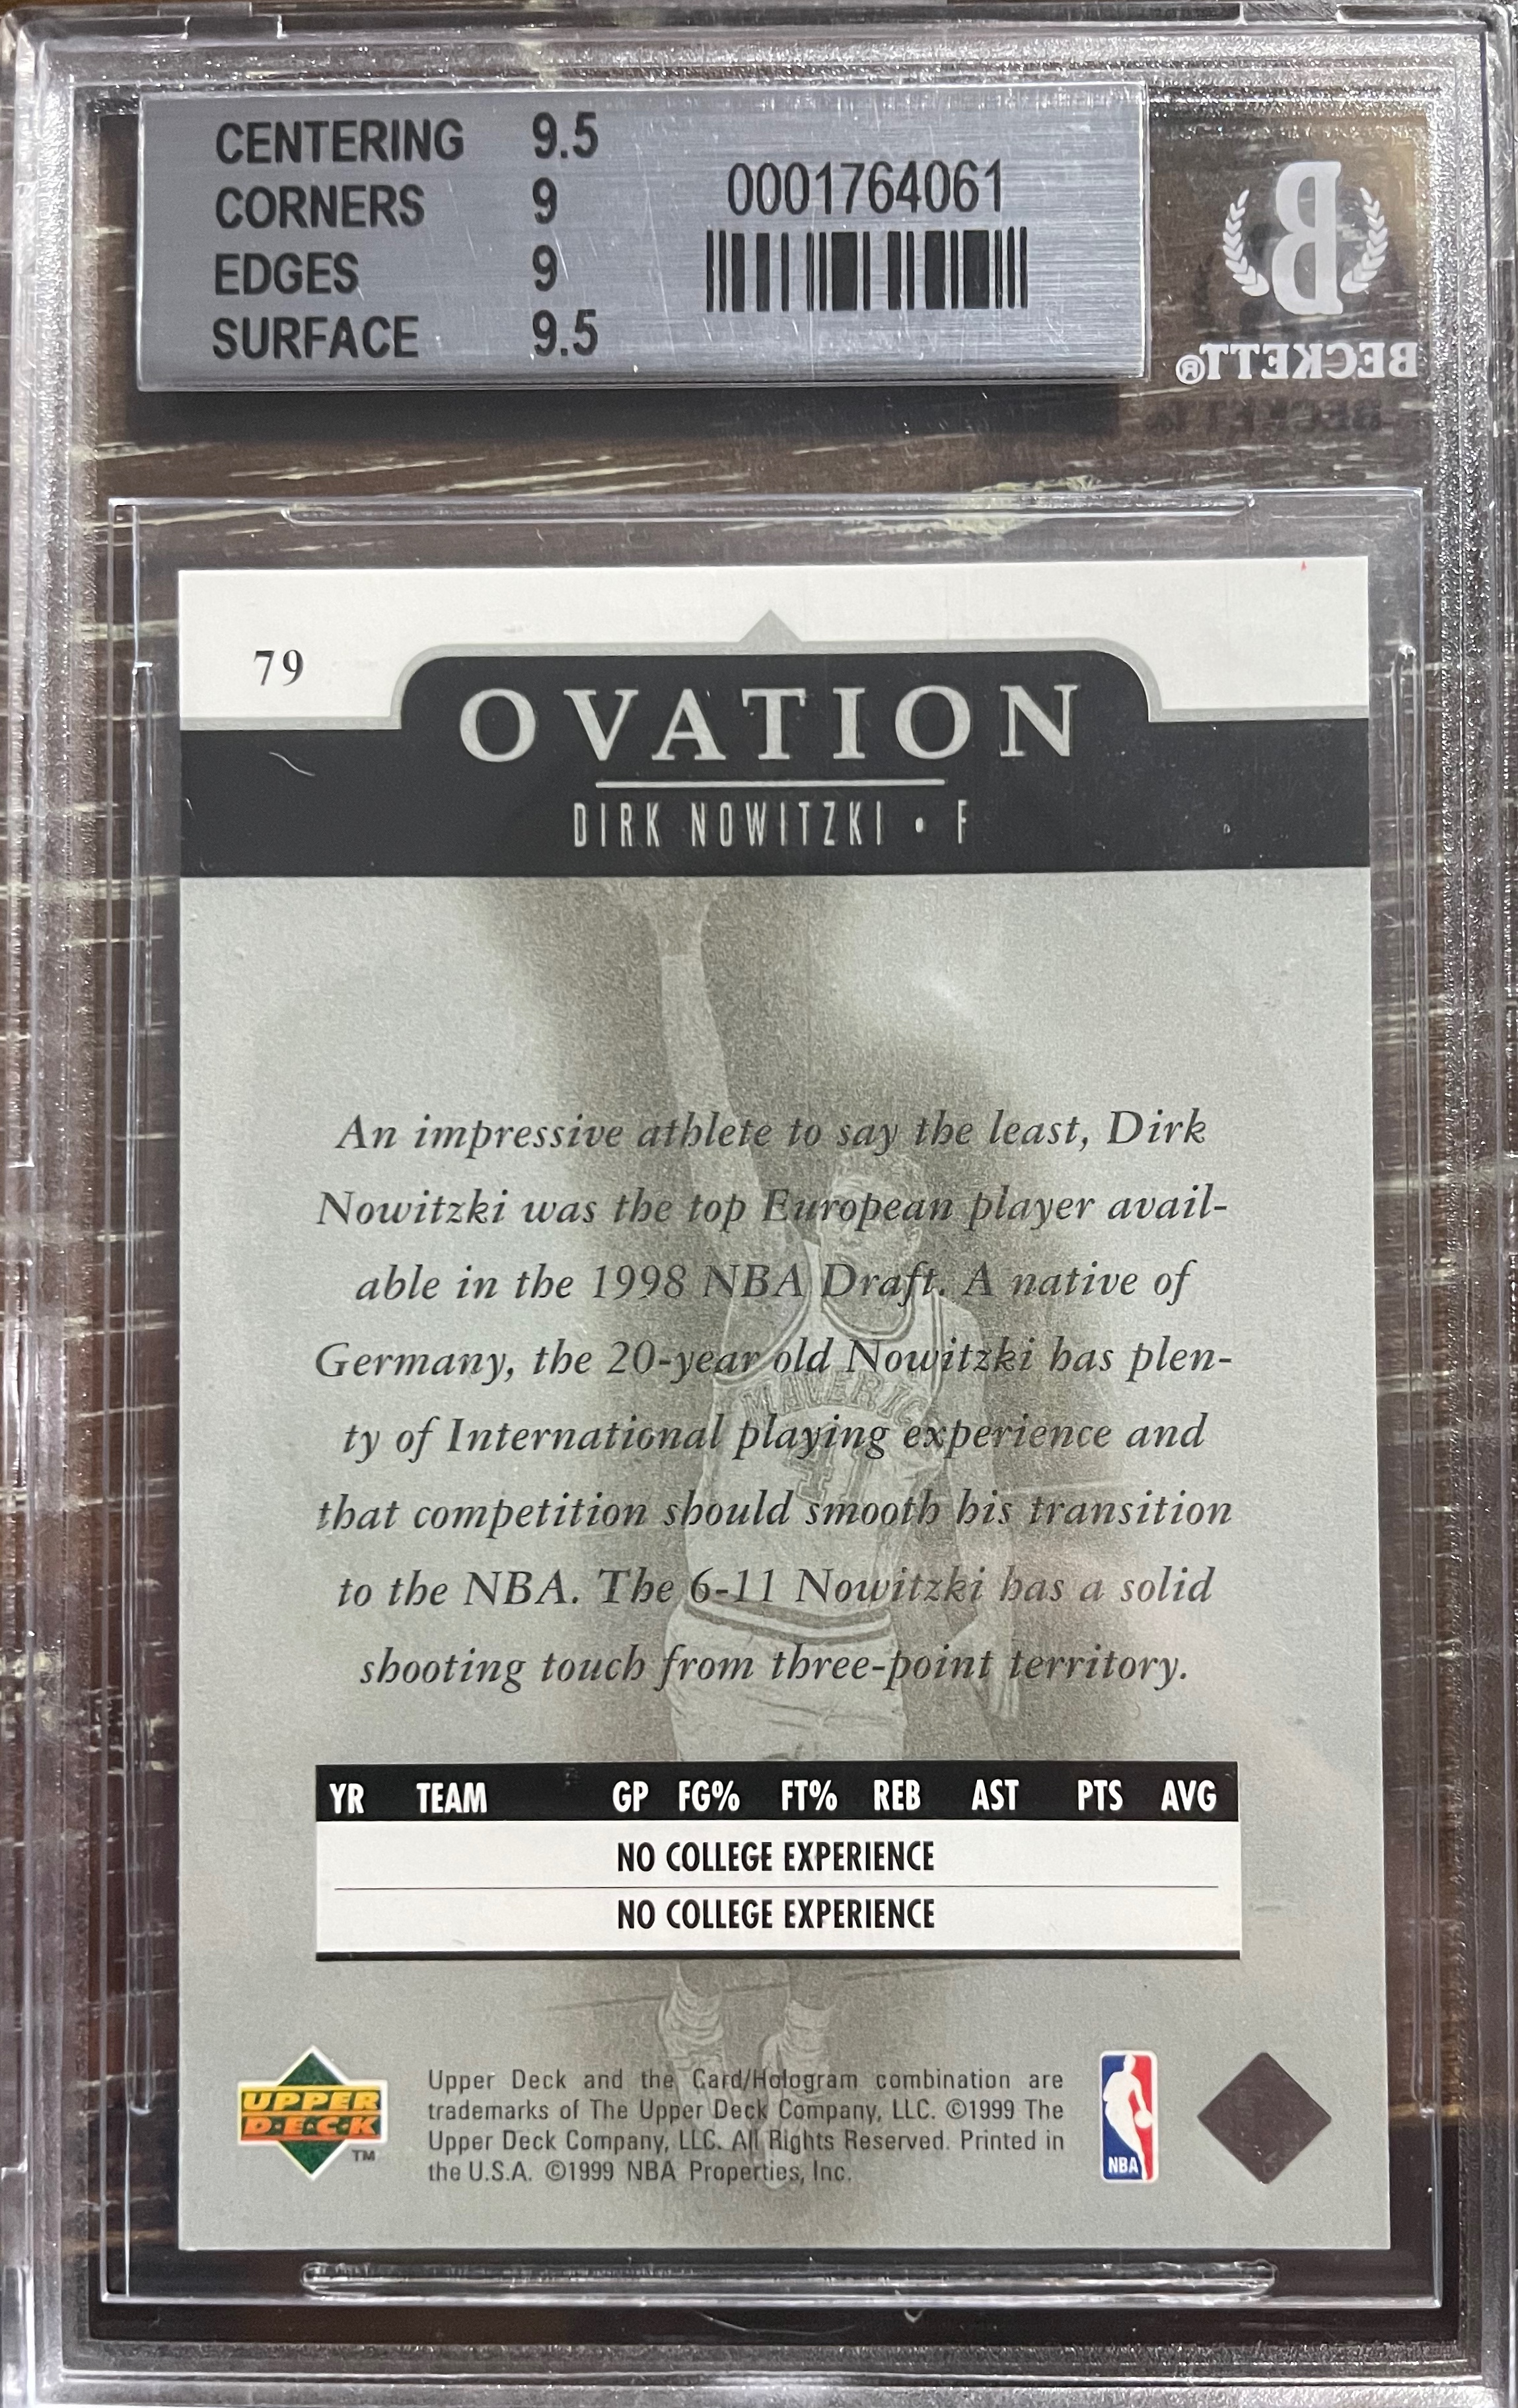 CENTERING 9.5
CORNERS 9
EDGES 9
SURFACE 9.5
0001764061
B
BECKETT®
79
OVATION
DIRK NOWITZKI • F
An impressive athlete to say the least, Dirk
Nowitzki was the top European player avail-
able in the 1998 NBA Draft. A native of
Germany, the 20-year old Nowitzki has plen-
ty of International playing experience and
that competition should smooth his transition
to the NBA. The 6-11 Nowitzki has a solid
shooting touch from three-point territory.
MAVERIC
41
YR TEAM GP FG% FT% REB AST PTS AVG
NO COLLEGE EXPERIENCE
NO COLLEGE EXPERIENCE
UPPER
D·E·C·K
TM
Upper Deck and the Card/Hologram combination are
trademarks of The Upper Deck Company, LLC. ©1999 The
Upper Deck Company, LLC. All Rights Reserved. Printed in
the U.S.A. ©1999 NBA Properties, Inc.
NBA